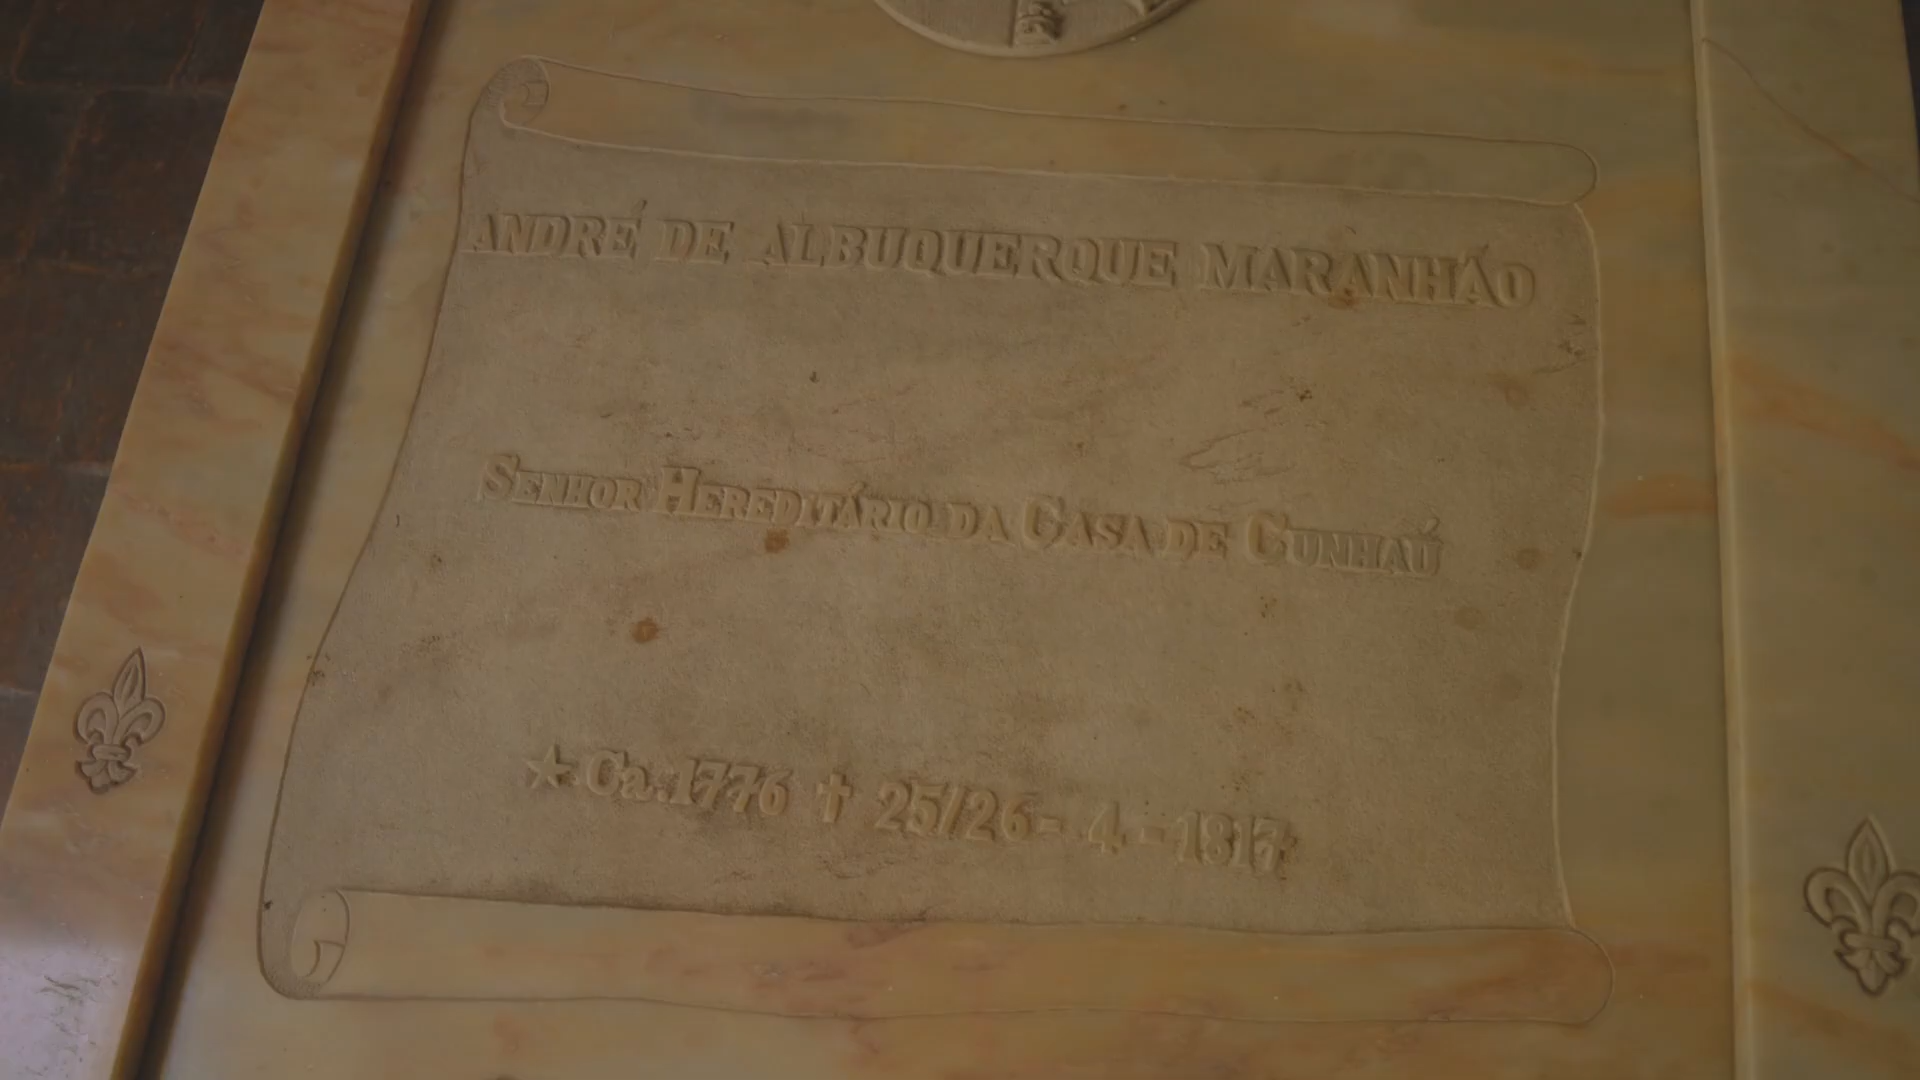 ANDRÉ DE ALBUQUERQUE MARANHÃO
SENHOR HEREDITÁRIO DA CASA DE CUNHAÚ
☆ Ca. 1776 ✝ 25/26 - 4 - 1817